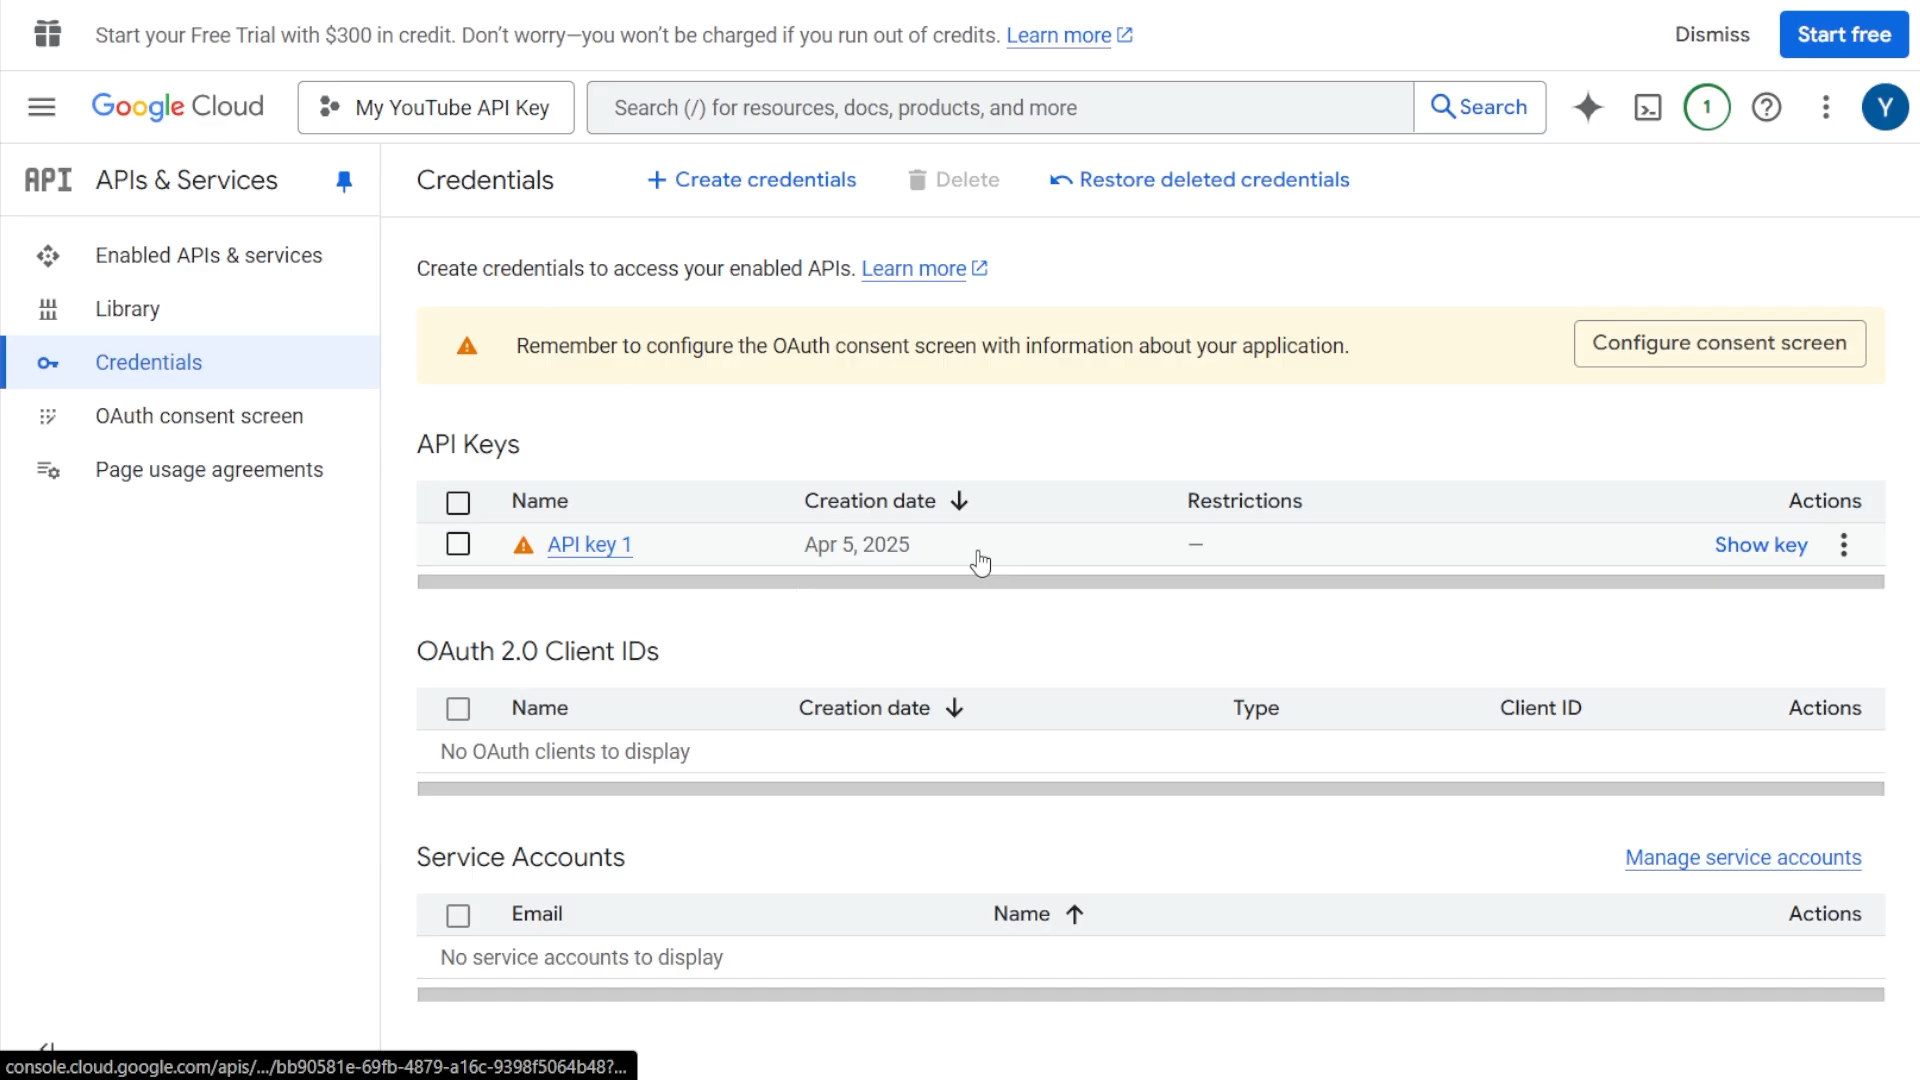 Start your Free Trial with $300 in credit. Don’t worry—you won’t be charged if you run out of credits. Learn more
Dismiss
Start free
Google Cloud
My YouTube API Key
Search (/) for resources, docs, products, and more
Search
1
Y
API APIs & Services
Credentials
+ Create credentials
Delete
Restore deleted credentials
Enabled APIs & services
Library
Credentials
OAuth consent screen
Page usage agreements
Create credentials to access your enabled APIs. Learn more
Remember to configure the OAuth consent screen with information about your application.
Configure consent screen
API Keys
Name Creation date Restrictions Actions
API key 1 Apr 5, 2025 – Show key
OAuth 2.0 Client IDs
Name Creation date Type Client ID Actions
No OAuth clients to display
Service Accounts
Manage service accounts
Email Name Actions
No service accounts to display
console.cloud.google.com/apis/.../bb90581e-69fb-4879-a16c-9398f5064b48?...